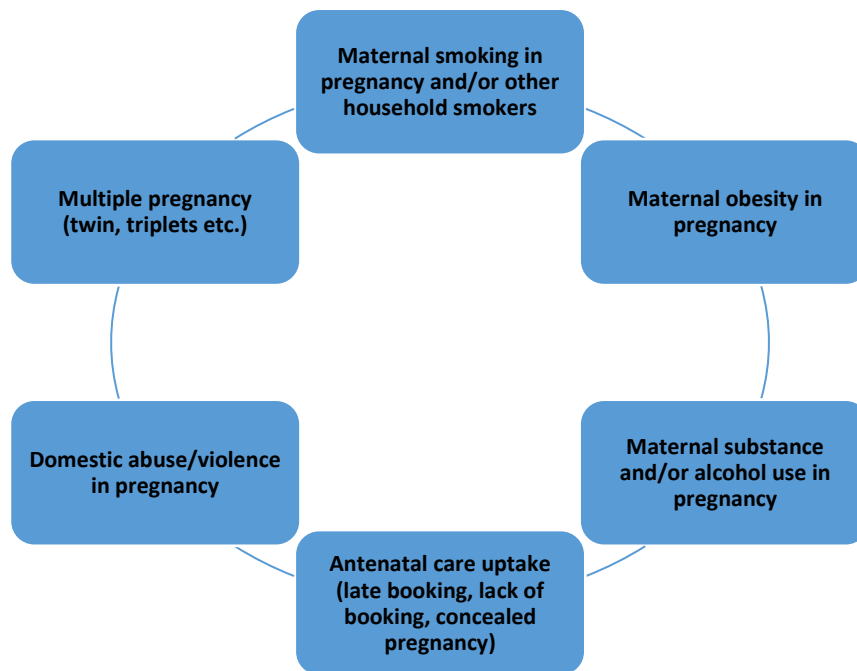 Maternal smoking in
pregnancy and/or other
household smokers
Multiple pregnancy
(twin, triplets etc.)
Maternal obesity in
pregnancy
Domestic abuse/violence
in pregnancy
Maternal substance
and/or alcohol use in
pregnancy
Antenatal care uptake
(late booking, lack of
booking, concealed
pregnancy)